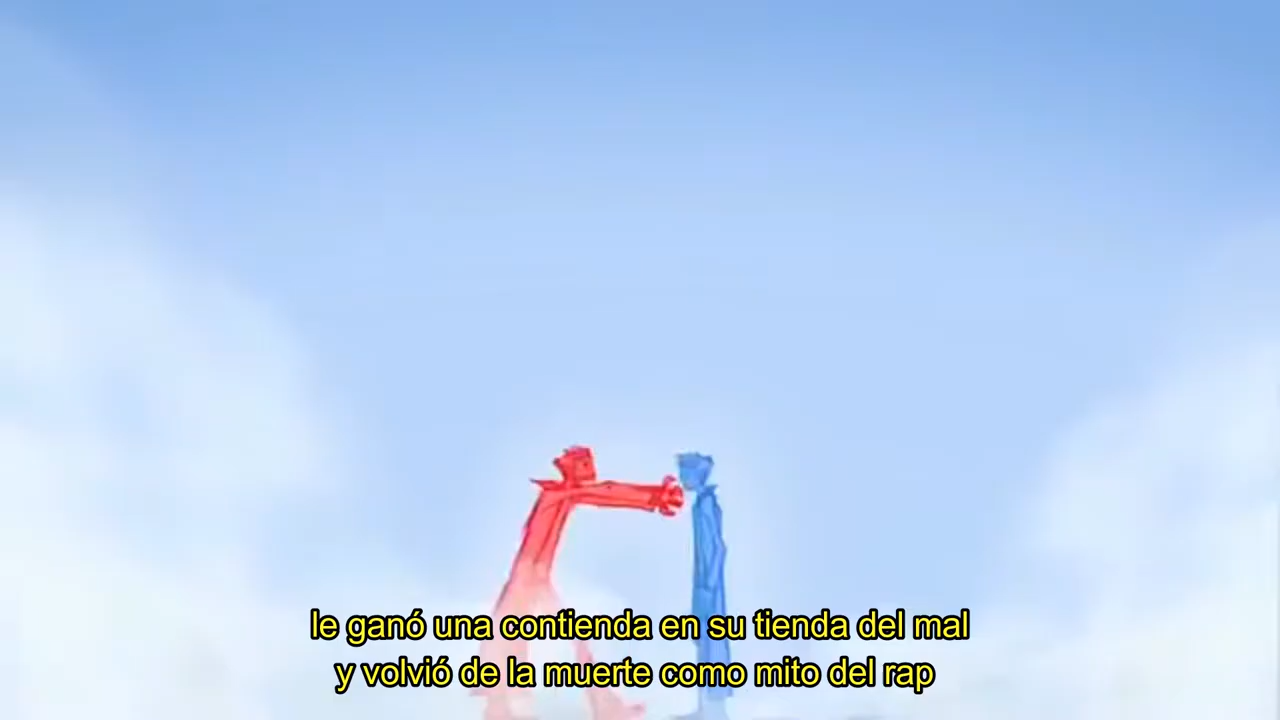 le ganó una contienda en su tienda del mal
y volvió de la muerte como mito del rap